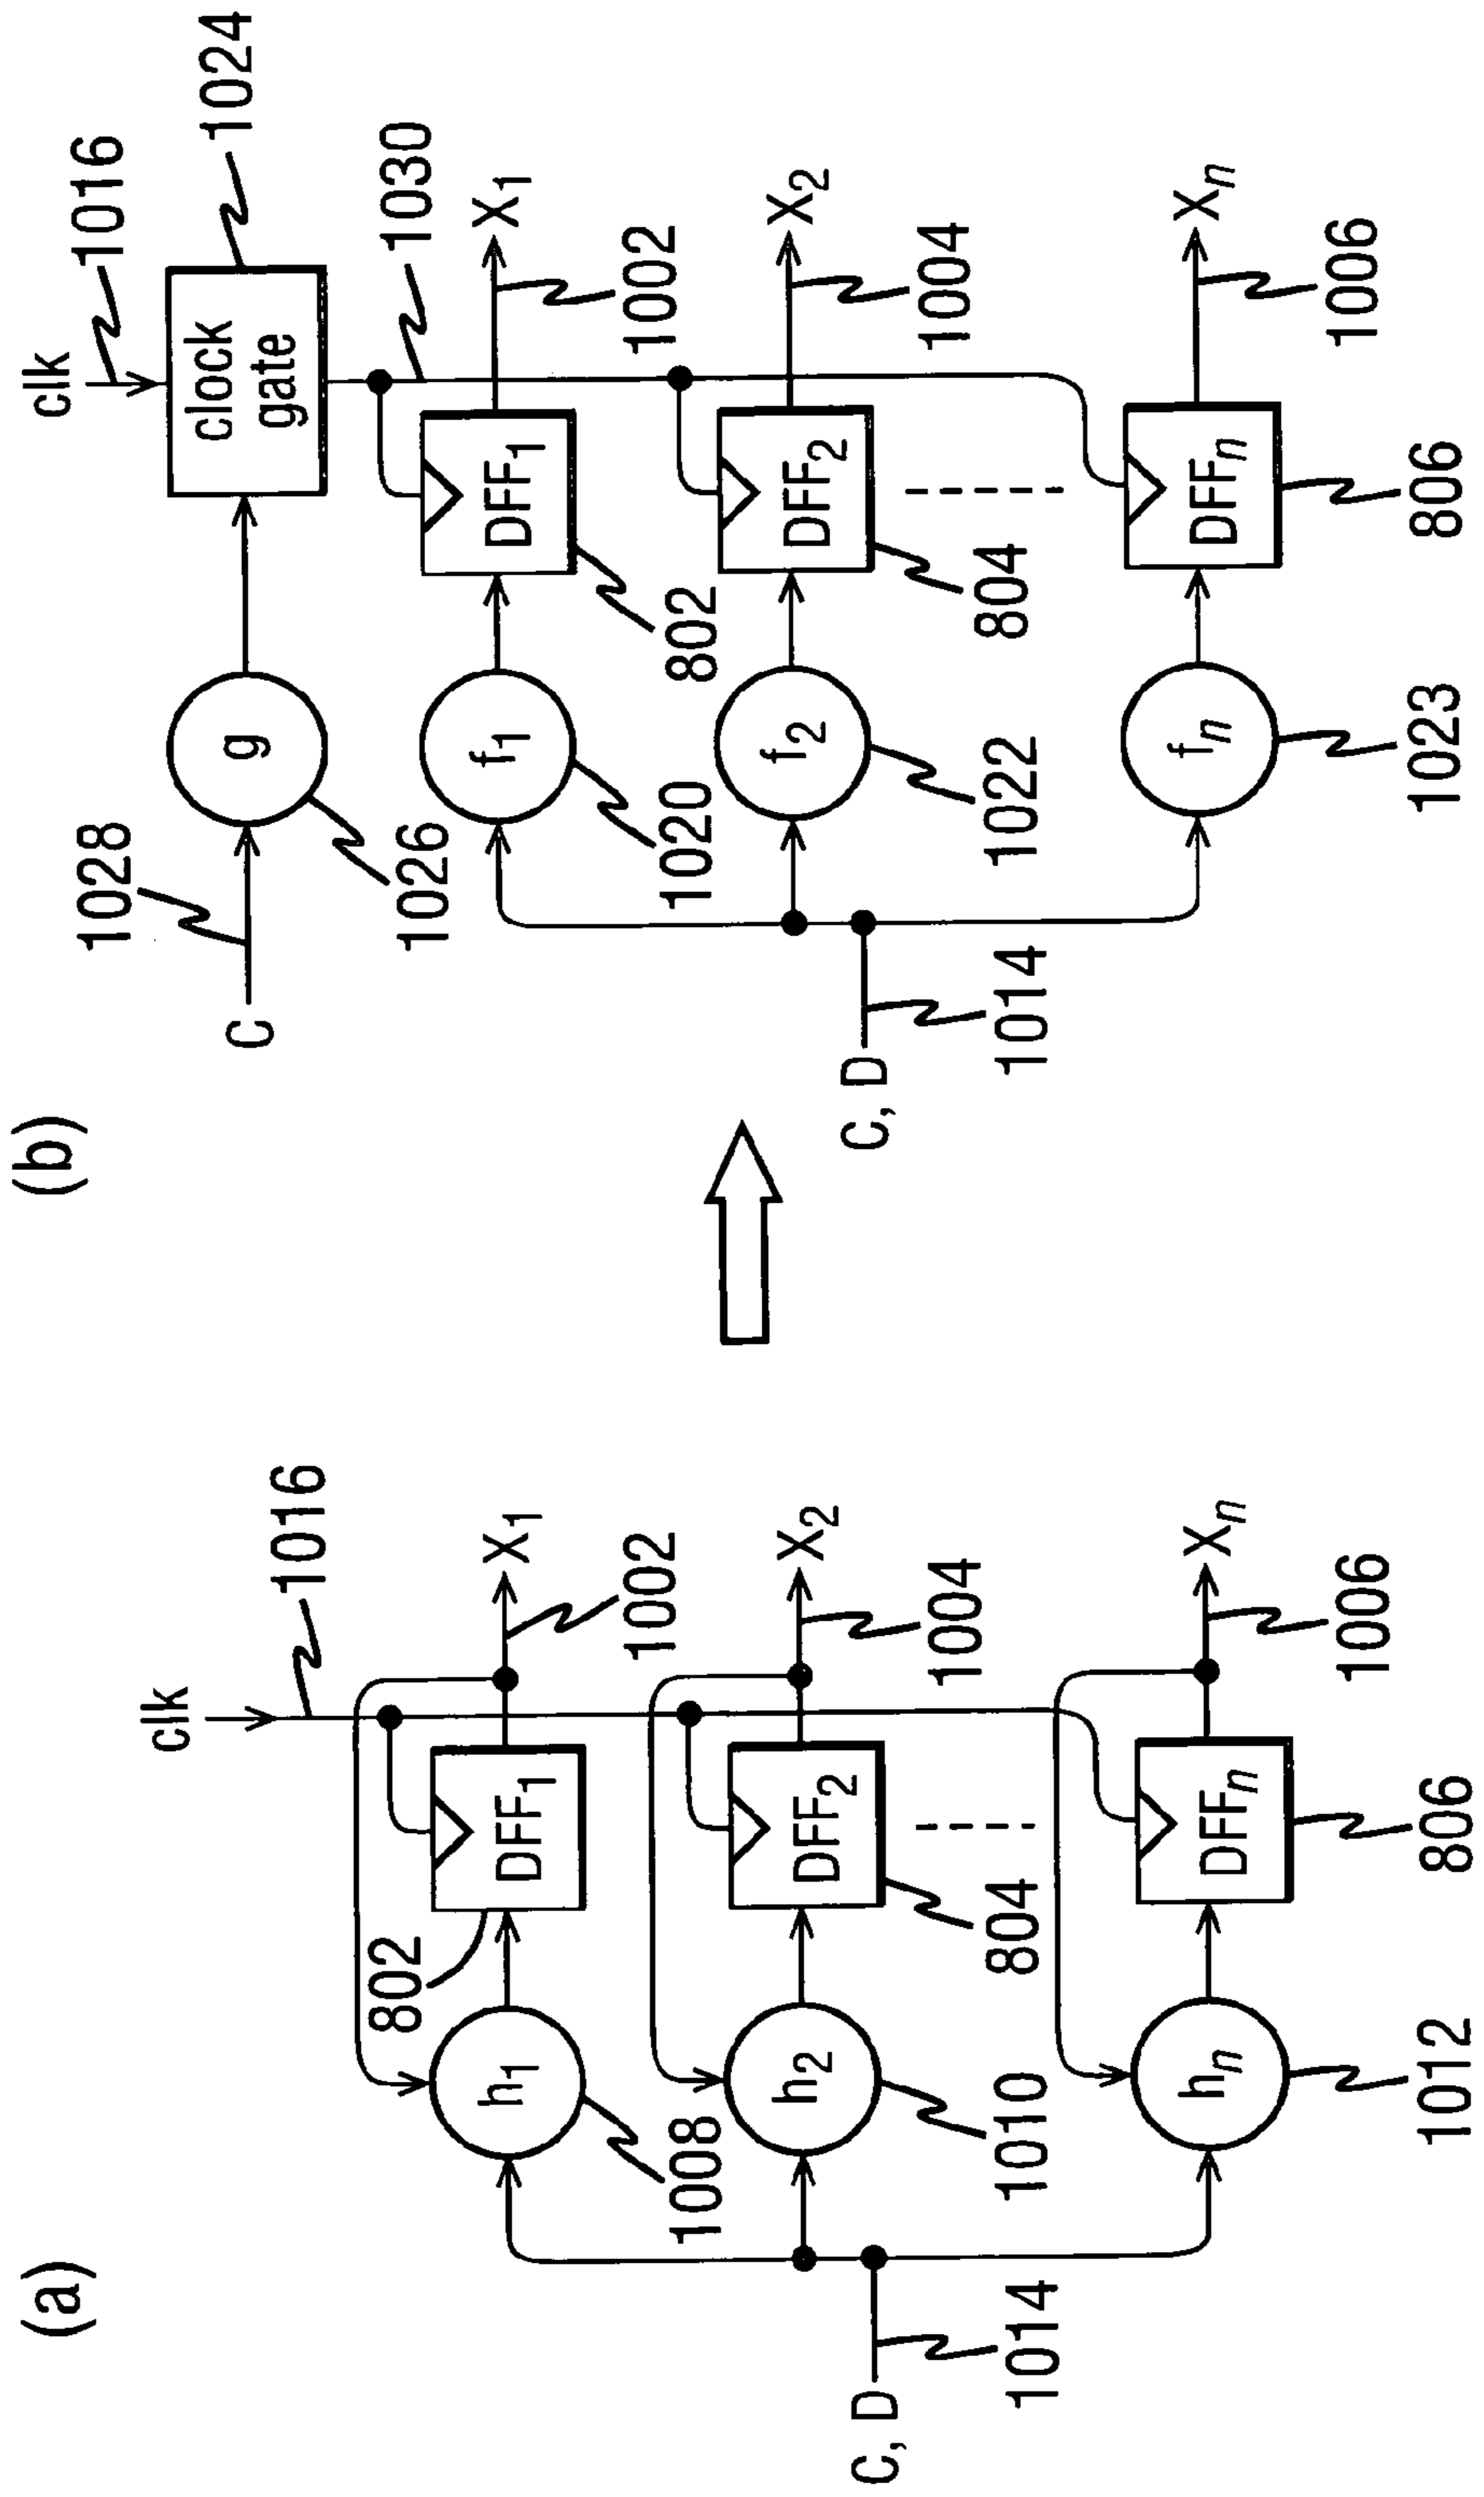 (a)
clk
1016
802
DFF1
X1
1002
h1
1008
DFF2
X2
1004
804
h2
1010
C, D
1014
DFFn
Xn
1006
806
hn
1012
(b)
clk
1016
clock
gate
1024
1030
C
1028
g
1026
f1
1020
DFF1
802
X1
1002
f2
1022
DFF2
804
X2
1004
C, D
1014
fn
1023
DFFn
806
Xn
1006